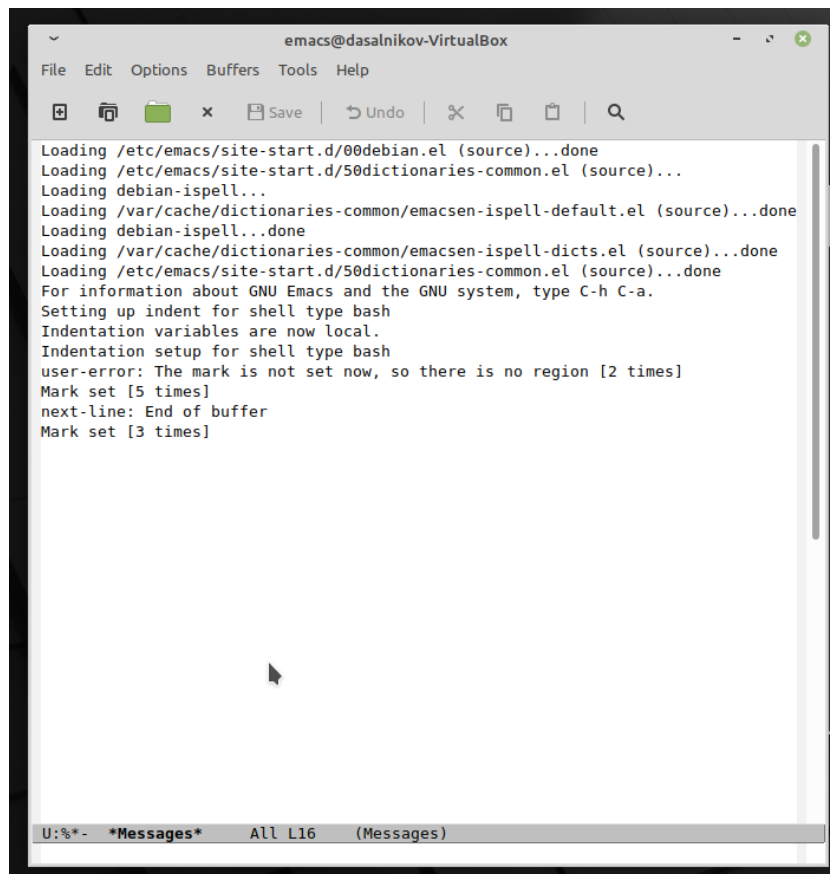 emacs@dasalnikov-VirtualBox
File Edit Options Buffers Tools Help
Save Undo
Loading /etc/emacs/site-start.d/00debian.el (source)...done
Loading /etc/emacs/site-start.d/50dictionaries-common.el (source)...
Loading debian-ispell...
Loading /var/cache/dictionaries-common/emacsen-ispell-default.el (source)...done
Loading debian-ispell...done
Loading /var/cache/dictionaries-common/emacsen-ispell-dicts.el (source)...done
Loading /etc/emacs/site-start.d/50dictionaries-common.el (source)...done
For information about GNU Emacs and the GNU system, type C-h C-a.
Setting up indent for shell type bash
Indentation variables are now local.
Indentation setup for shell type bash
user-error: The mark is not set now, so there is no region [2 times]
Mark set [5 times]
next-line: End of buffer
Mark set [3 times]
U:%*-  *Messages*     All L16    (Messages)